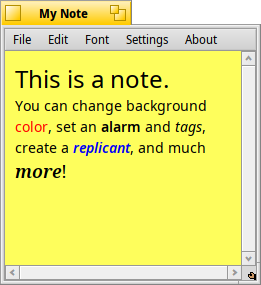 My Note
File Edit Font Settings About
This is a note.
You can change background
color, set an alarm and tags,
create a replicant, and much
more!